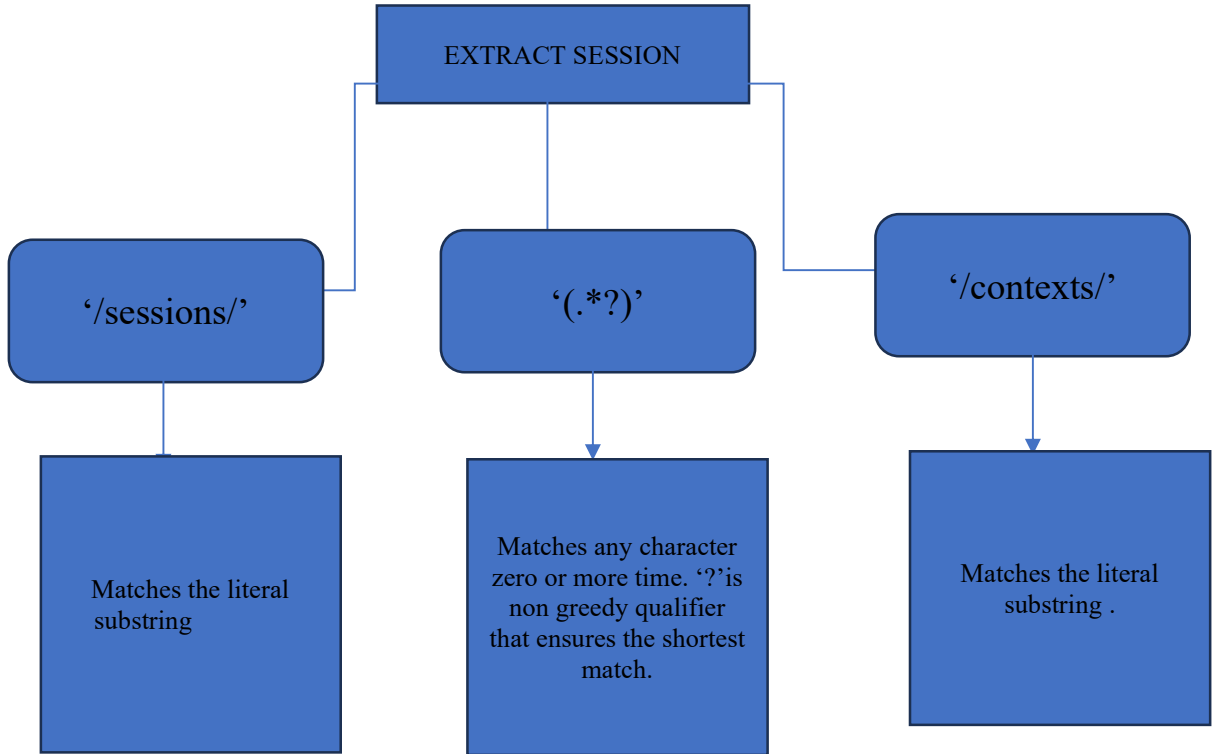 EXTRACT SESSION
‘/sessions/’
‘(.*?)’
‘/contexts/’
Matches the literal
substring
Matches any character
zero or more time. ‘?’is
non greedy qualifier
that ensures the shortest
match.
Matches the literal
substring .